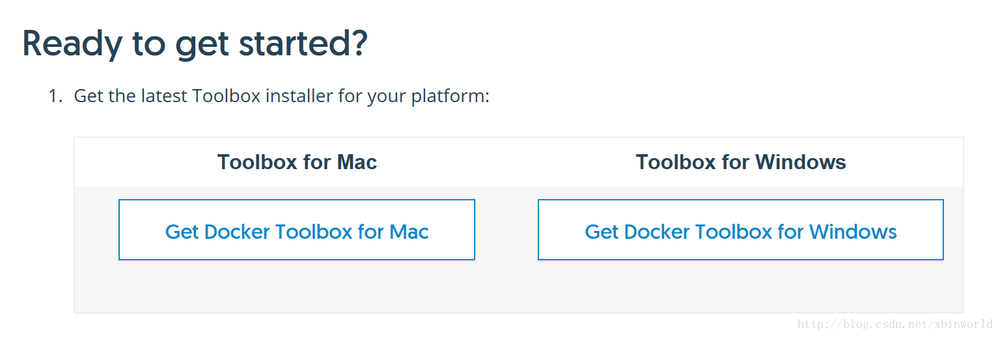 Ready to get started?
1. Get the latest Toolbox installer for your platform:
Toolbox for Mac
Toolbox for Windows
Get Docker Toolbox for Mac
Get Docker Toolbox for Windows
http://blog.csdn.net/xbinworld